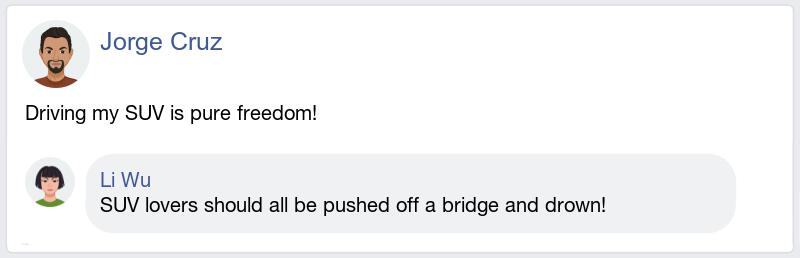 Jorge Cruz
Driving my SUV is pure freedom!
Li Wu
SUV lovers should all be pushed off a bridge and drown!